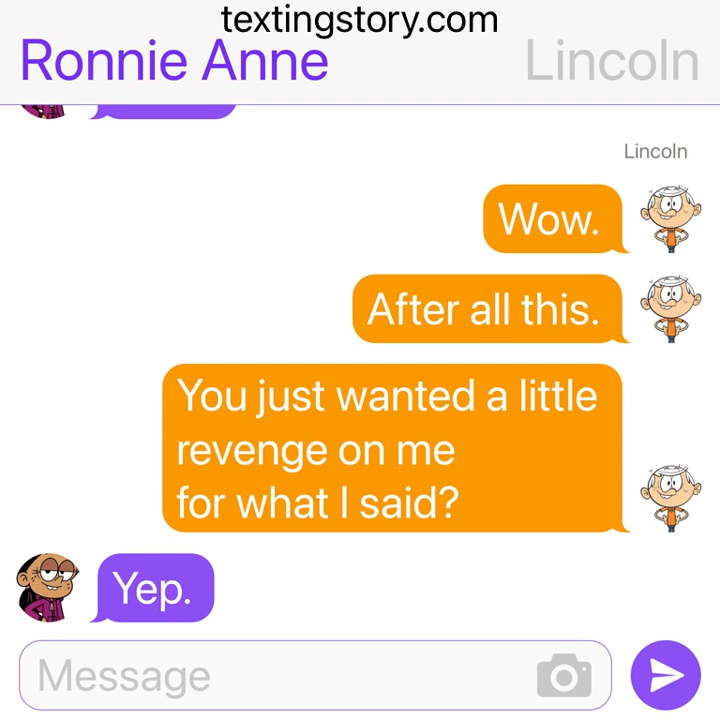 textingstory.com
Ronnie Anne
Lincoln
Lincoln
Wow.
After all this.
You just wanted a little
revenge on me
for what I said?
Yep.
Message